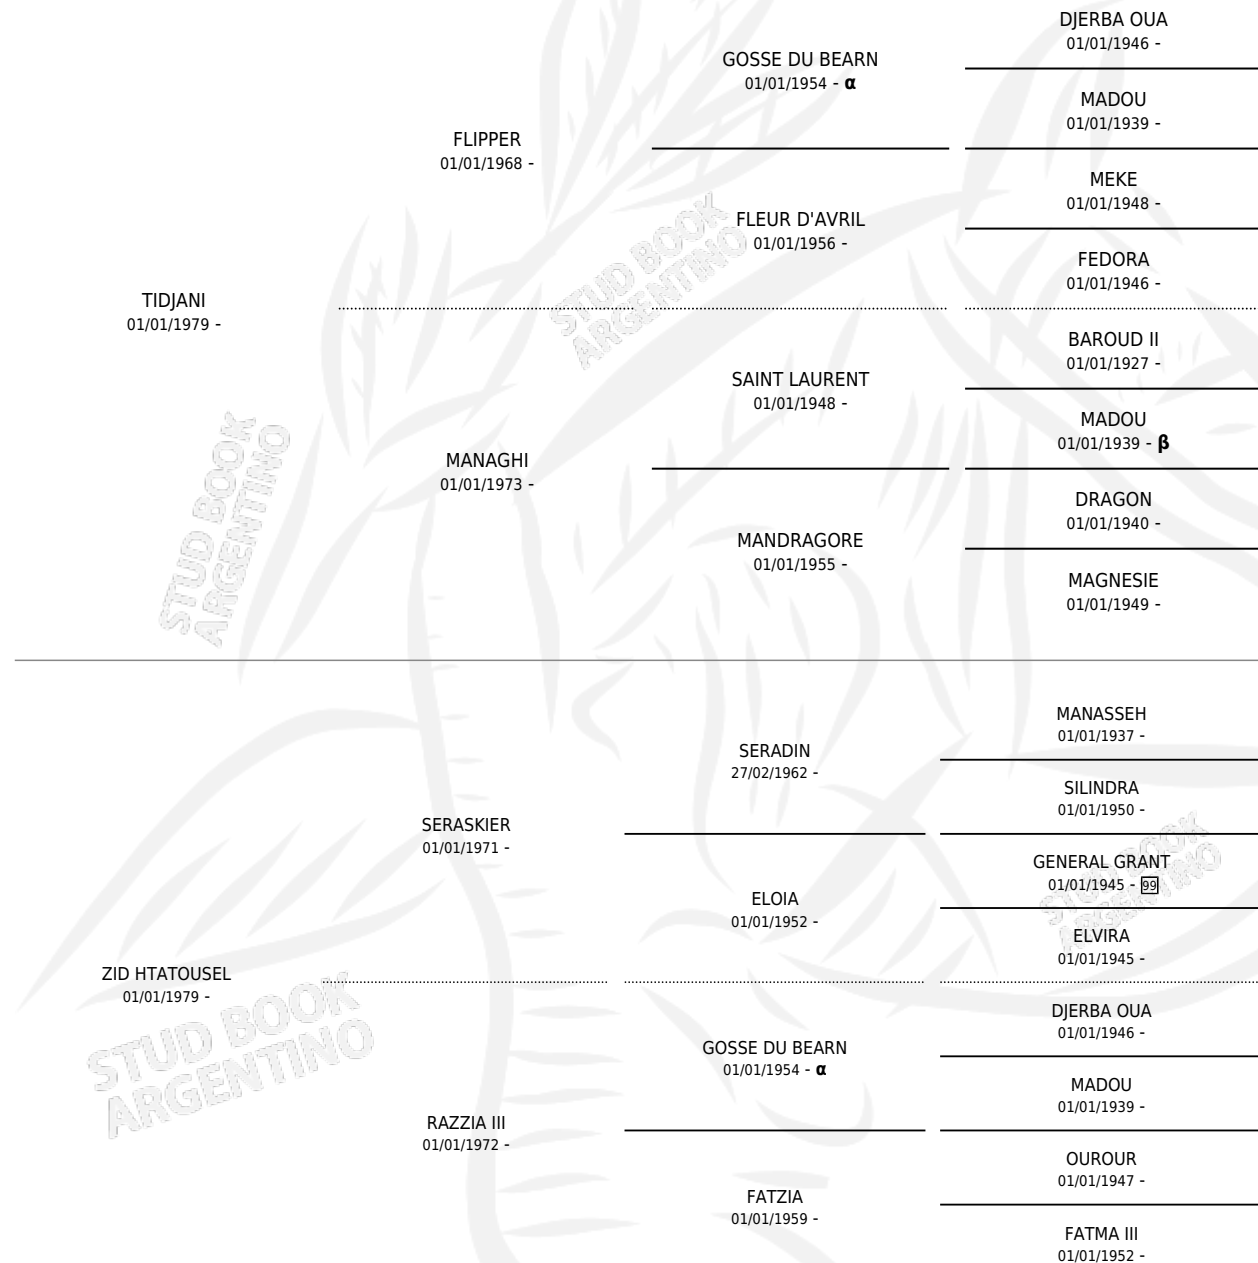 DJERBA OUA
01/01/1946 -
GOSSE DU BEARN
01/01/1954 - α
MADOU
01/01/1939 -
FLIPPER
01/01/1968 -
MEKE
01/01/1948 -
FLEUR D'AVRIL
01/01/1956 -
FEDORA
01/01/1946 -
STUD BOOK
ARGENTINO
TIDJANI
01/01/1979 -
BAROUD II
01/01/1927 -
SAINT LAURENT
01/01/1948 -
MADOU
01/01/1939 - β
MANAGHI
01/01/1973 -
DRAGON
01/01/1940 -
MANDRAGORE
01/01/1955 -
MAGNESIE
01/01/1949 -
STUD BOOK
ARGENTINO
MANASSEH
01/01/1937 -
SERADIN
27/02/1962 -
SILINDRA
01/01/1950 -
SERASKIER
01/01/1971 -
GENERAL GRANT
01/01/1945 - 99
ELOIA
01/01/1952 -
ELVIRA
01/01/1945 -
STUD BOOK
ARGENTINO
ZID HTATOUSEL
01/01/1979 -
DJERBA OUA
01/01/1946 -
GOSSE DU BEARN
01/01/1954 - α
MADOU
01/01/1939 -
STUD BOOK
ARGENTINO
RAZZIA III
01/01/1972 -
OUROUR
01/01/1947 -
FATZIA
01/01/1959 -
FATMA III
01/01/1952 -